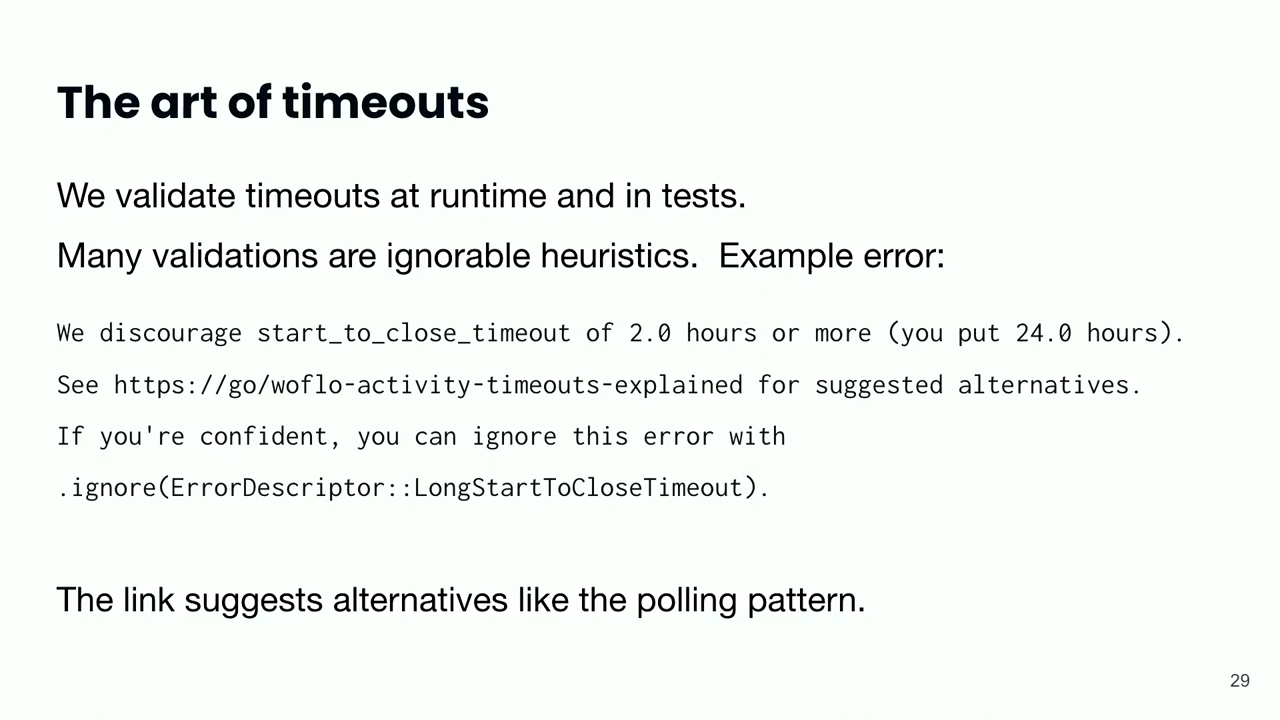 The art of timeouts
We validate timeouts at runtime and in tests.
Many validations are ignorable heuristics.  Example error:
We discourage start_to_close_timeout of 2.0 hours or more (you put 24.0 hours).
See https://go/woflo-activity-timeouts-explained for suggested alternatives.
If you're confident, you can ignore this error with
.ignore(ErrorDescriptor::LongStartToCloseTimeout).
The link suggests alternatives like the polling pattern.
29